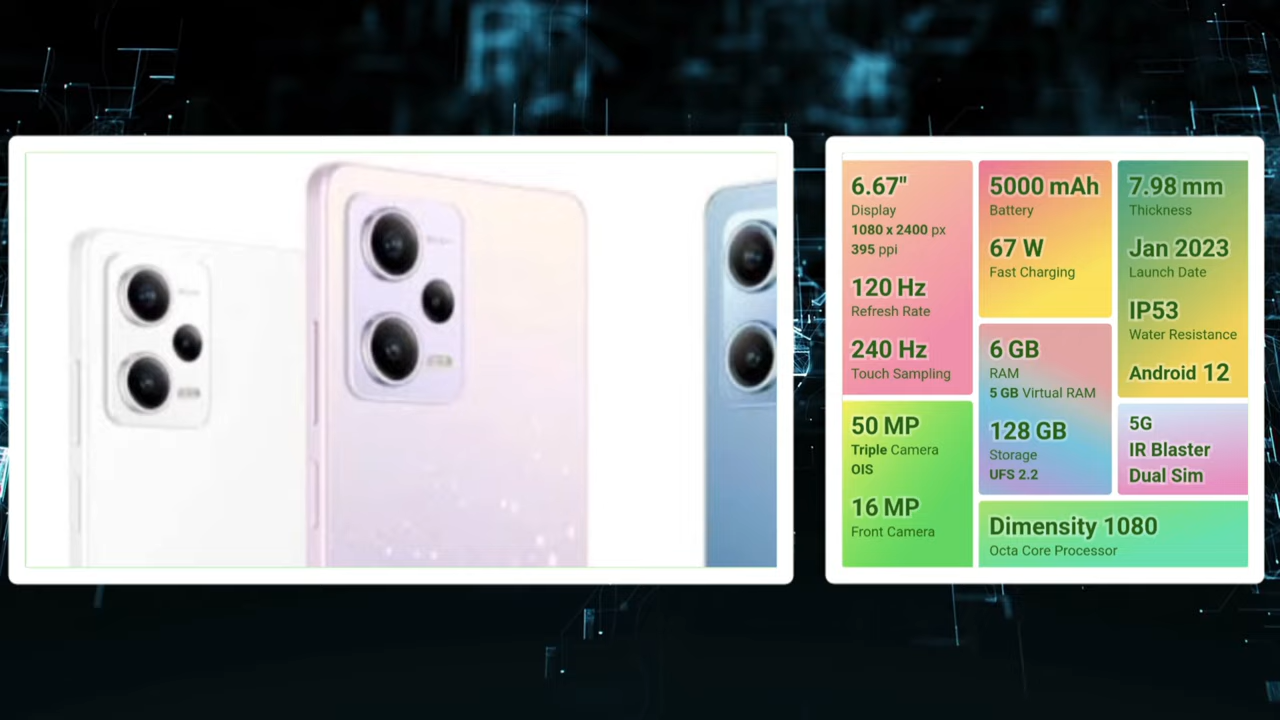 6.67"
Display
1080 x 2400 px
395 ppi
120 Hz
Refresh Rate
240 Hz
Touch Sampling
50 MP
Triple Camera
OIS
16 MP
Front Camera
5000 mAh
Battery
67 W
Fast Charging
6 GB
RAM
5 GB Virtual RAM
128 GB
Storage
UFS 2.2
7.98 mm
Thickness
Jan 2023
Launch Date
IP53
Water Resistance
Android 12
5G
IR Blaster
Dual Sim
Dimensity 1080
Octa Core Processor